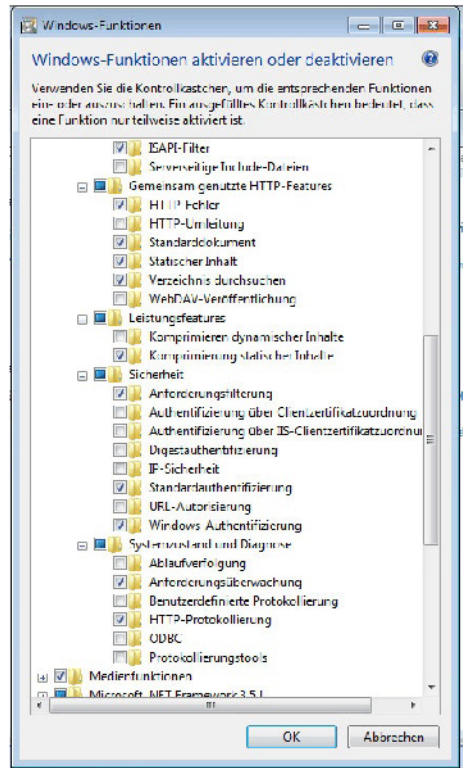 Windows-Funktionen
Windows-Funktionen aktivieren oder deaktivieren
Verwenden Sie die Kontrollkästchen, um die entsprechenden Funktionen
ein- oder auszuschalten. Ein ausgefülltes Kontrollkästchen bedeutet, dass
eine Funktion nur teilweise aktiviert ist.
ISAPI-Filter
Serverseitige Include-Dateien
Gemeinsam genutzte HTTP-Features
HTTP-Fehler
HTTP-Umleitung
Standarddokument
Statischer Inhalt
Verzeichnis durchsuchen
WebDAV-Veröffentlichung
Leistungsfeatures
Komprimieren dynamischer Inhalte
Komprimierung statischer Inhalte
Sicherheit
Anforderungsfilterung
Authentifizierung über Clientzertifikatzuordnung
Authentifizierung über IIS-Clientzertifikatzuordnu
Digestauthentifizierung
IP-Sicherheit
Standardauthentifizierung
URL-Autorisierung
Windows-Authentifizierung
Systemzustand und Diagnose
Ablaufverfolgung
Anforderungsüberwachung
Benutzerdefinierte Protokollierung
HTTP-Protokollierung
ODBC
Protokollierungstools
Medienfunktionen
Microsoft .NET Framework 3.5.1
OK
Abbrechen